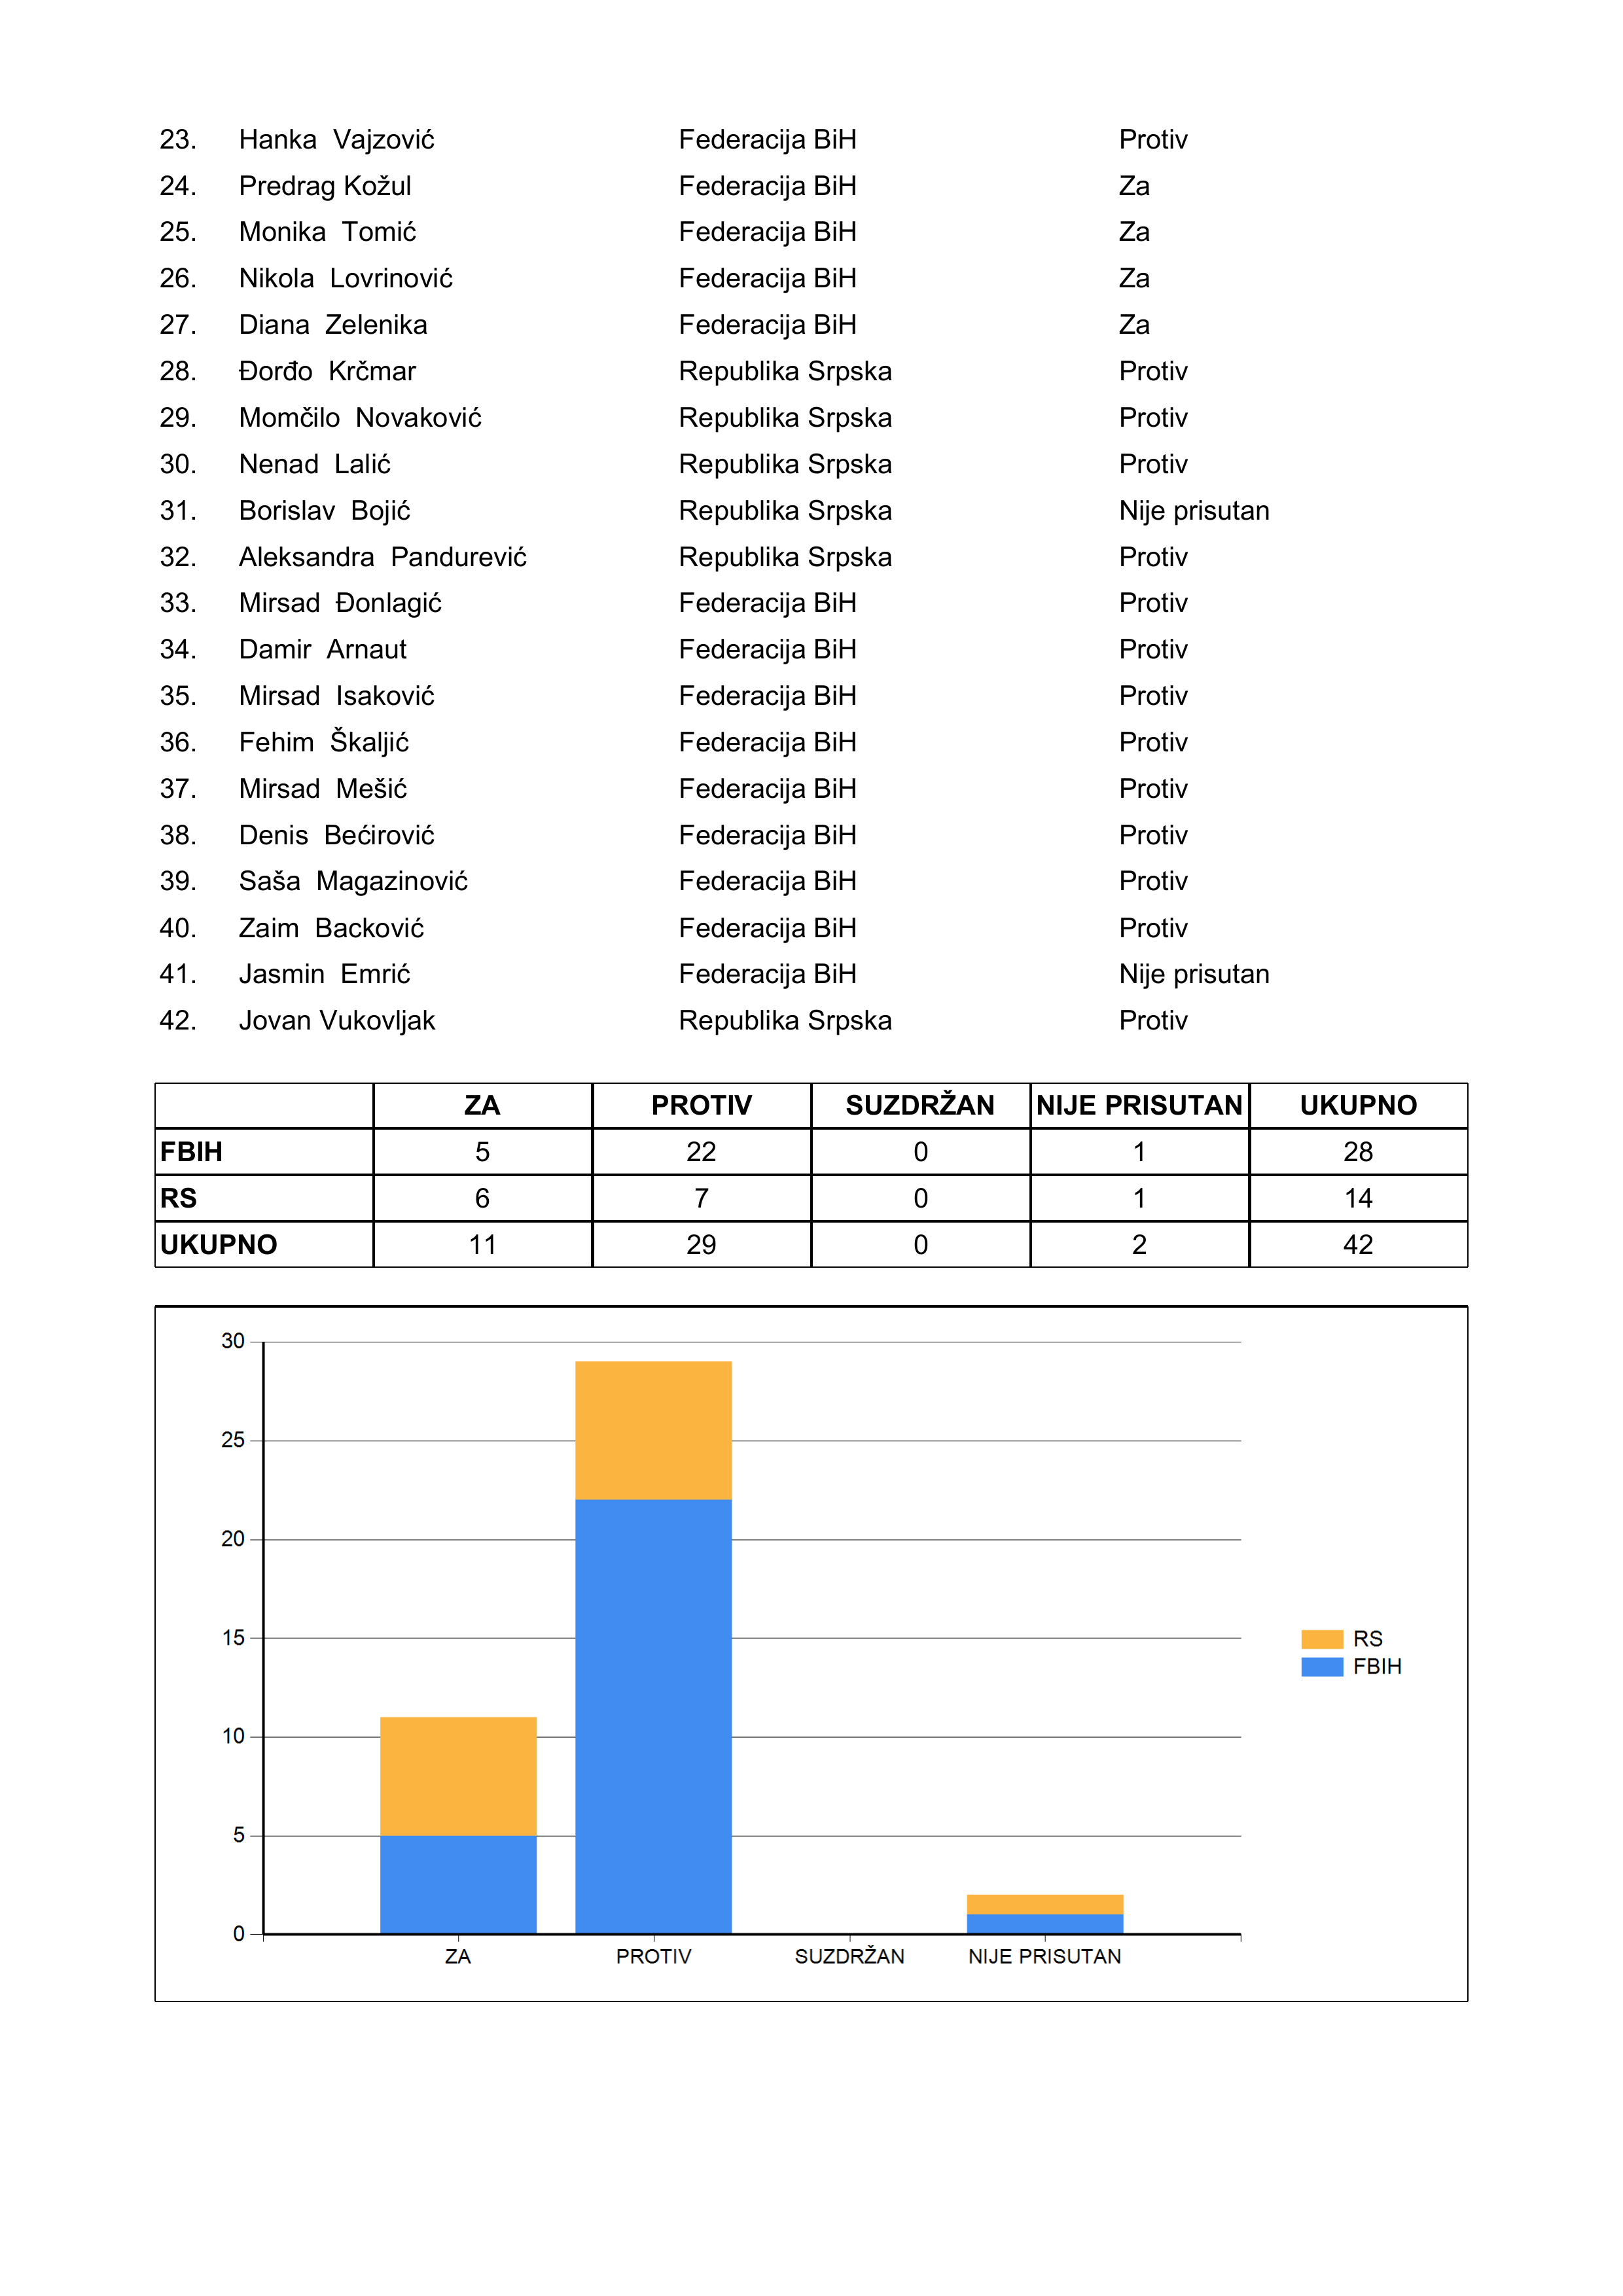 23. Hanka Vajzović Federacija BiH Protiv
24. Predrag Kožul Federacija BiH Za
25. Monika Tomić Federacija BiH Za
26. Nikola Lovrinović Federacija BiH Za
27. Diana Zelenika Federacija BiH Za
28. Đorđo Krčmar Republika Srpska Protiv
29. Momčilo Novaković Republika Srpska Protiv
30. Nenad Lalić Republika Srpska Protiv
31. Borislav Bojić Republika Srpska Nije prisutan
32. Aleksandra Pandurević Republika Srpska Protiv
33. Mirsad Đonlagić Federacija BiH Protiv
34. Damir Arnaut Federacija BiH Protiv
35. Mirsad Isaković Federacija BiH Protiv
36. Fehim Škaljić Federacija BiH Protiv
37. Mirsad Mešić Federacija BiH Protiv
38. Denis Bećirović Federacija BiH Protiv
39. Saša Magazinović Federacija BiH Protiv
40. Zaim Backović Federacija BiH Protiv
41. Jasmin Emrić Federacija BiH Nije prisutan
42. Jovan Vukovljak Republika Srpska Protiv
ZA PROTIV SUZDRŽAN NIJE PRISUTAN UKUPNO
FBIH 5 22 0 1 28
RS 6 7 0 1 14
UKUPNO 11 29 0 2 42
30
25
20
15
10
5
0
ZA PROTIV SUZDRŽAN NIJE PRISUTAN
RS
FBIH